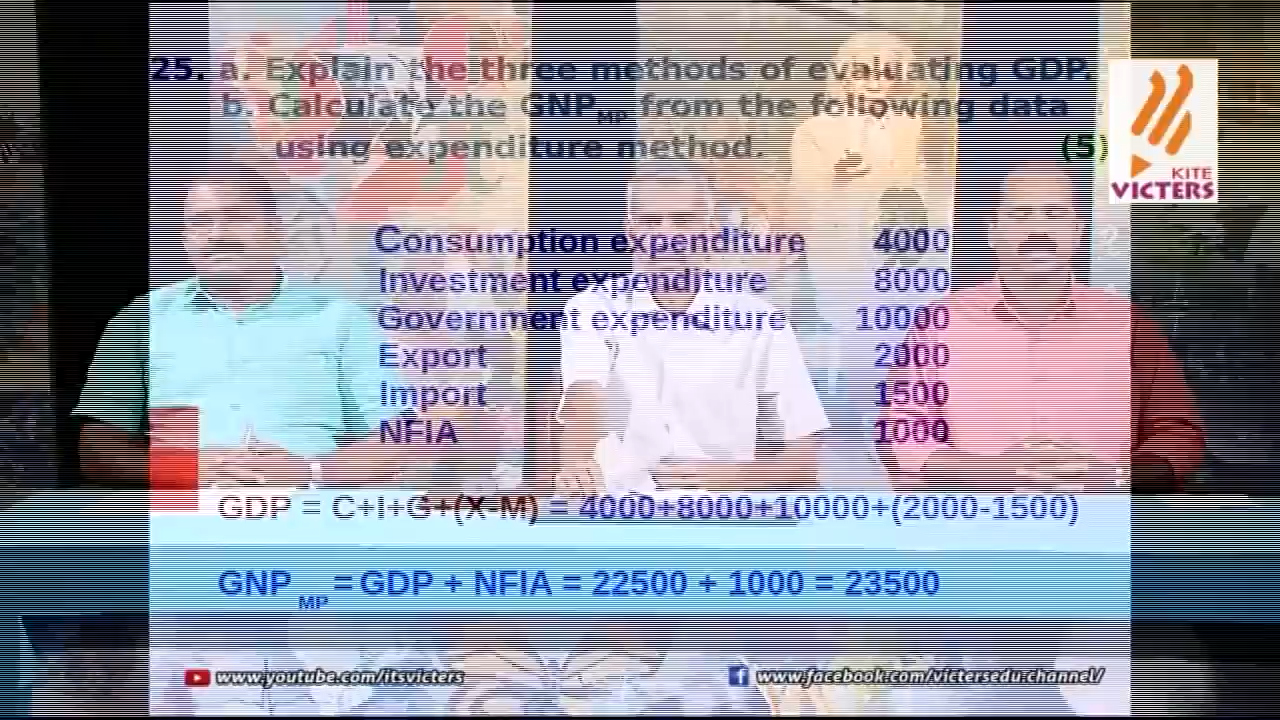 25. a. Explain the three methods of evaluating GDP.
b. Calculate the GNPMP from the following data
using expenditure method. (5)
KITE
VICTERS
Consumption expenditure 4000
Investment expenditure 8000
Government expenditure 10000
Export 2000
Import 1500
NFIA 1000
GDP = C+I+G+(X-M) = 4000+8000+10000+(2000-1500)
GNP MP = GDP + NFIA = 22500 + 1000 = 23500
www.youtube.com/itsvicters www.facebook.com/victersedu.channel/